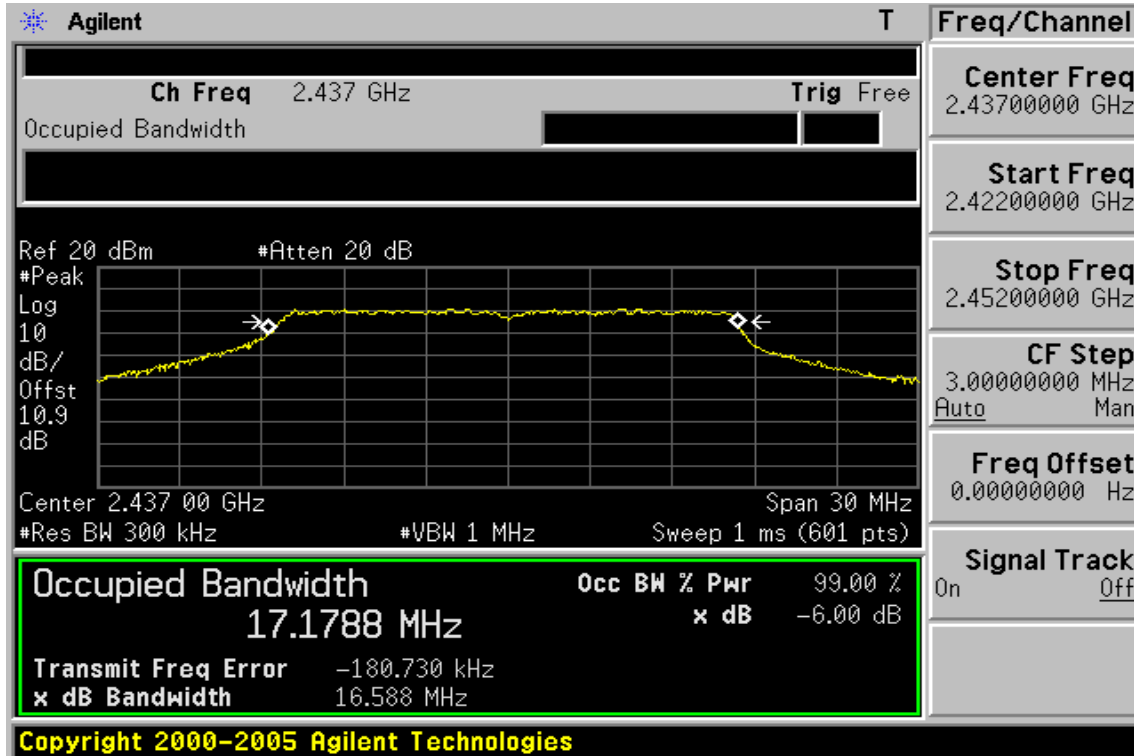 Agilent T
Ch Freq 2.437 GHz Trig Free
Occupied Bandwidth
Ref 20 dBm #Atten 20 dB
#Peak
Log
10
dB/
Offst
10.9
dB
Center 2.437 00 GHz Span 30 MHz
#Res BW 300 kHz #VBW 1 MHz Sweep 1 ms (601 pts)
Occupied Bandwidth Occ BW % Pwr 99.00 %
17.1788 MHz x dB -6.00 dB
Transmit Freq Error -180.730 kHz
x dB Bandwidth 16.588 MHz
Copyright 2000-2005 Agilent Technologies
Freq/Channel
Center Freq
2.43700000 GHz
Start Freq
2.42200000 GHz
Stop Freq
2.45200000 GHz
CF Step
3.00000000 MHz
Auto Man
Freq Offset
0.00000000 Hz
Signal Track
On Off